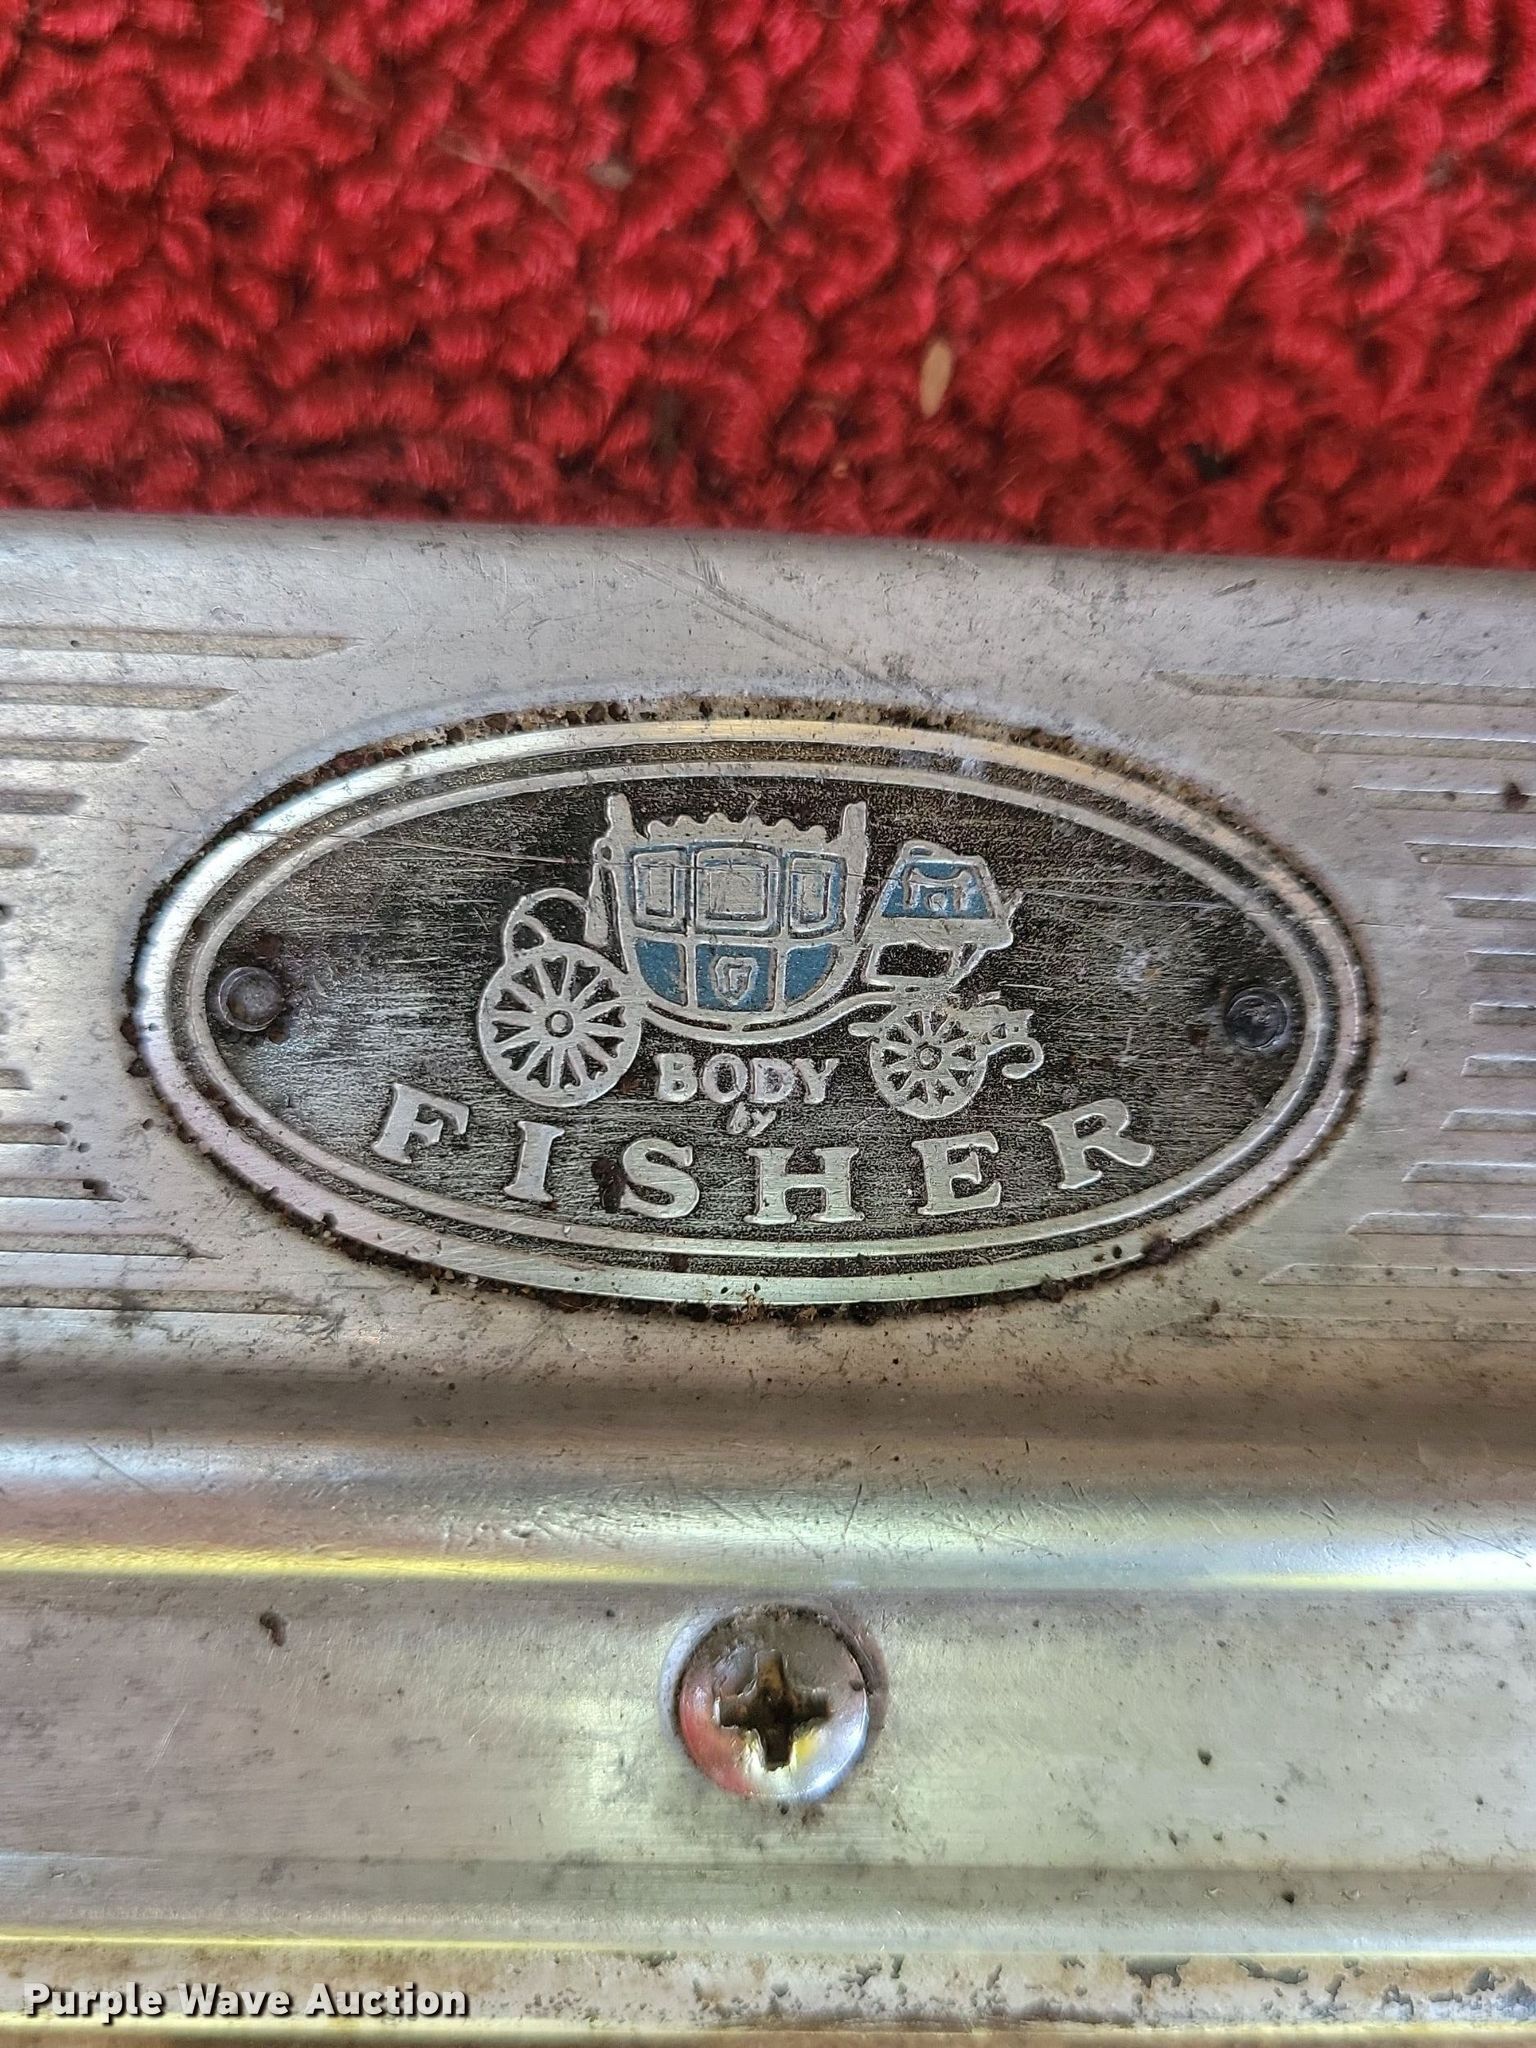 BODY
by
FISHER
Purple Wave Auction